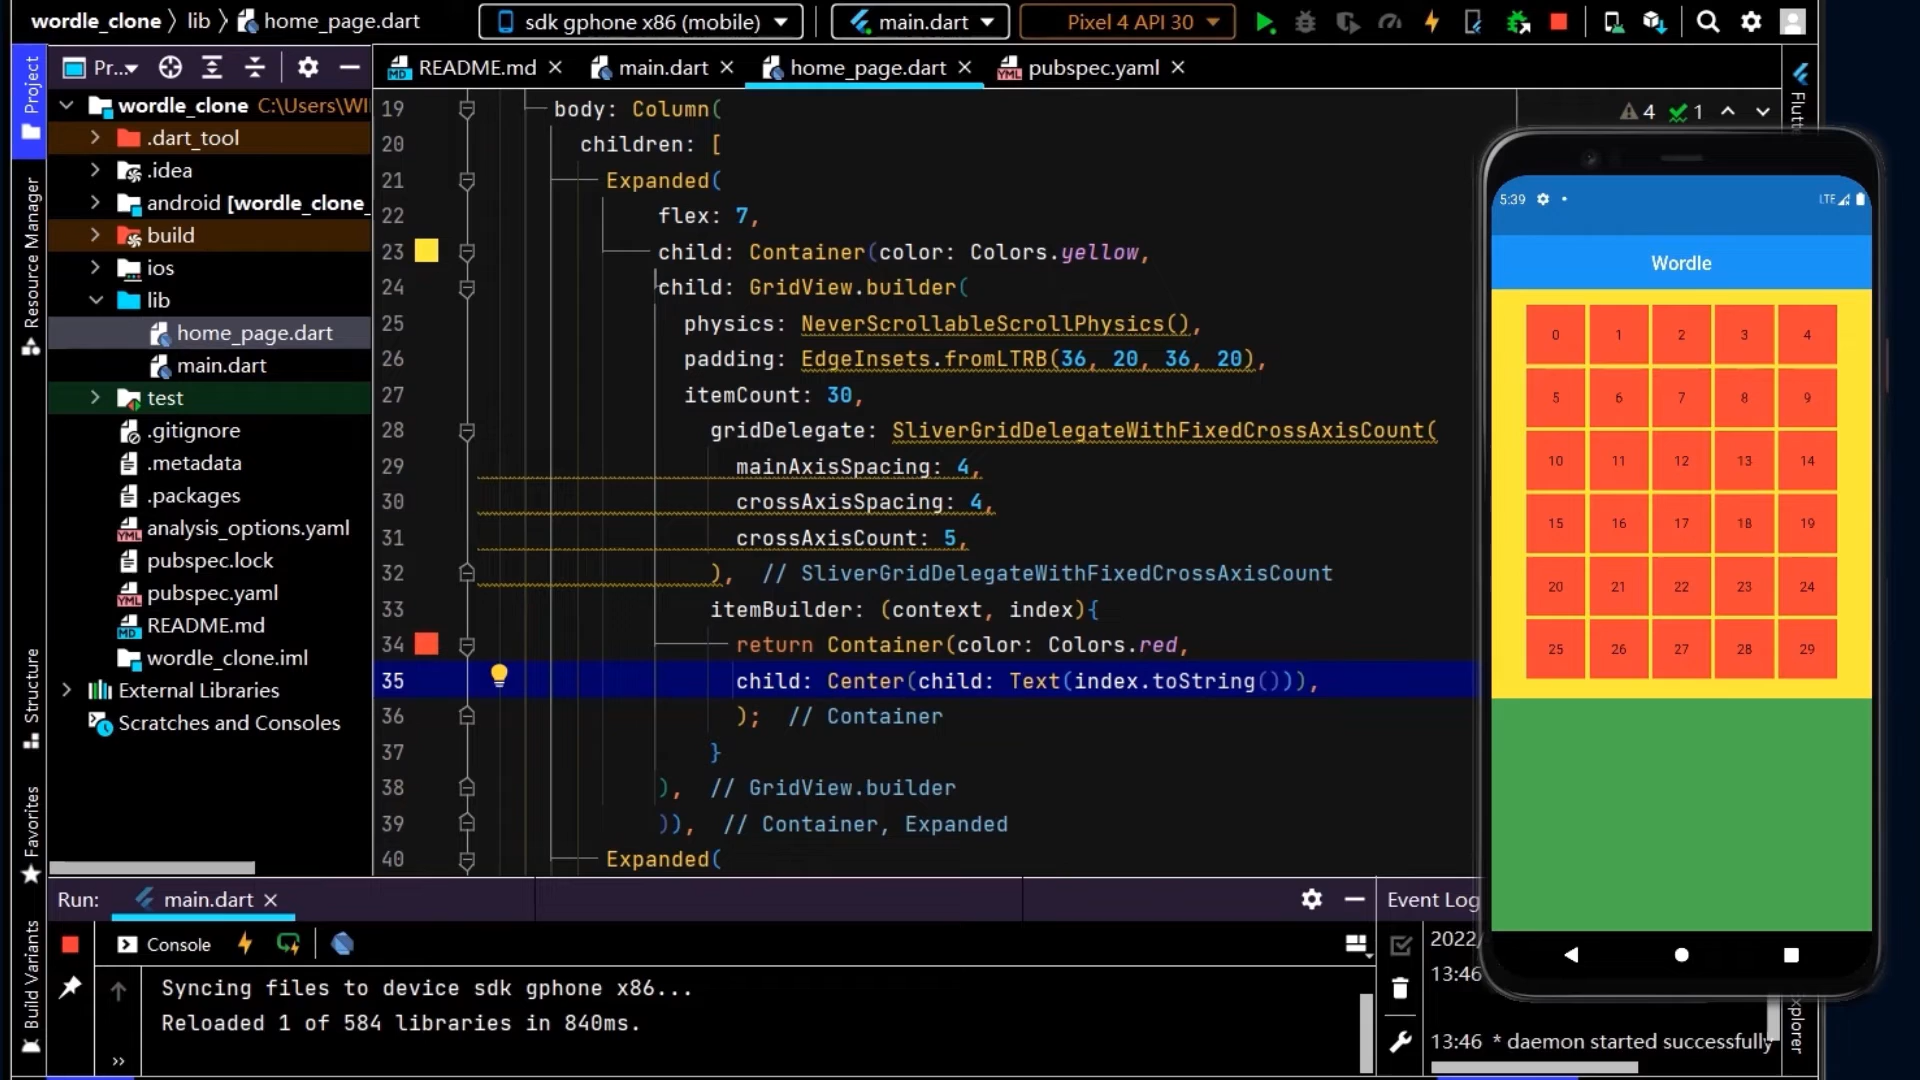 wordle_clone
lib
home_page.dart
sdk gphone x86 (mobile)
main.dart
Pixel 4 API 30
Pr...
README.md
main.dart
home_page.dart
pubspec.yaml
Project
Resource Manager
Structure
Favorites
Build Variants
wordle_clone C:\Users\WI
.dart_tool
.idea
android [wordle_clone_
build
ios
lib
home_page.dart
main.dart
test
.gitignore
.metadata
.packages
analysis_options.yaml
pubspec.lock
pubspec.yaml
README.md
wordle_clone.iml
External Libraries
Scratches and Consoles
4 1
19 body: Column(
20 children: [
21 Expanded(
22 flex: 7,
23 child: Container(color: Colors.yellow,
24 child: GridView.builder(
25 physics: NeverScrollableScrollPhysics(),
26 padding: EdgeInsets.fromLTRB(36, 20, 36, 20),
27 itemCount: 30,
28 gridDelegate: SliverGridDelegateWithFixedCrossAxisCount(
29 mainAxisSpacing: 4,
30 crossAxisSpacing: 4,
31 crossAxisCount: 5,
32 ), // SliverGridDelegateWithFixedCrossAxisCount
33 itemBuilder: (context, index){
34 return Container(color: Colors.red,
35 child: Center(child: Text(index.toString())),
36 ); // Container
37 }
38 ), // GridView.builder
39 )), // Container, Expanded
40 Expanded(
Run:
main.dart
Console
Syncing files to device sdk gphone x86...
Reloaded 1 of 584 libraries in 840ms.
Event Log
2022/
13:46
13:46 * daemon started successfully
Flutt
xplorer
5:39
LTE
Wordle
0 1 2 3 4
5 6 7 8 9
10 11 12 13 14
15 16 17 18 19
20 21 22 23 24
25 26 27 28 29